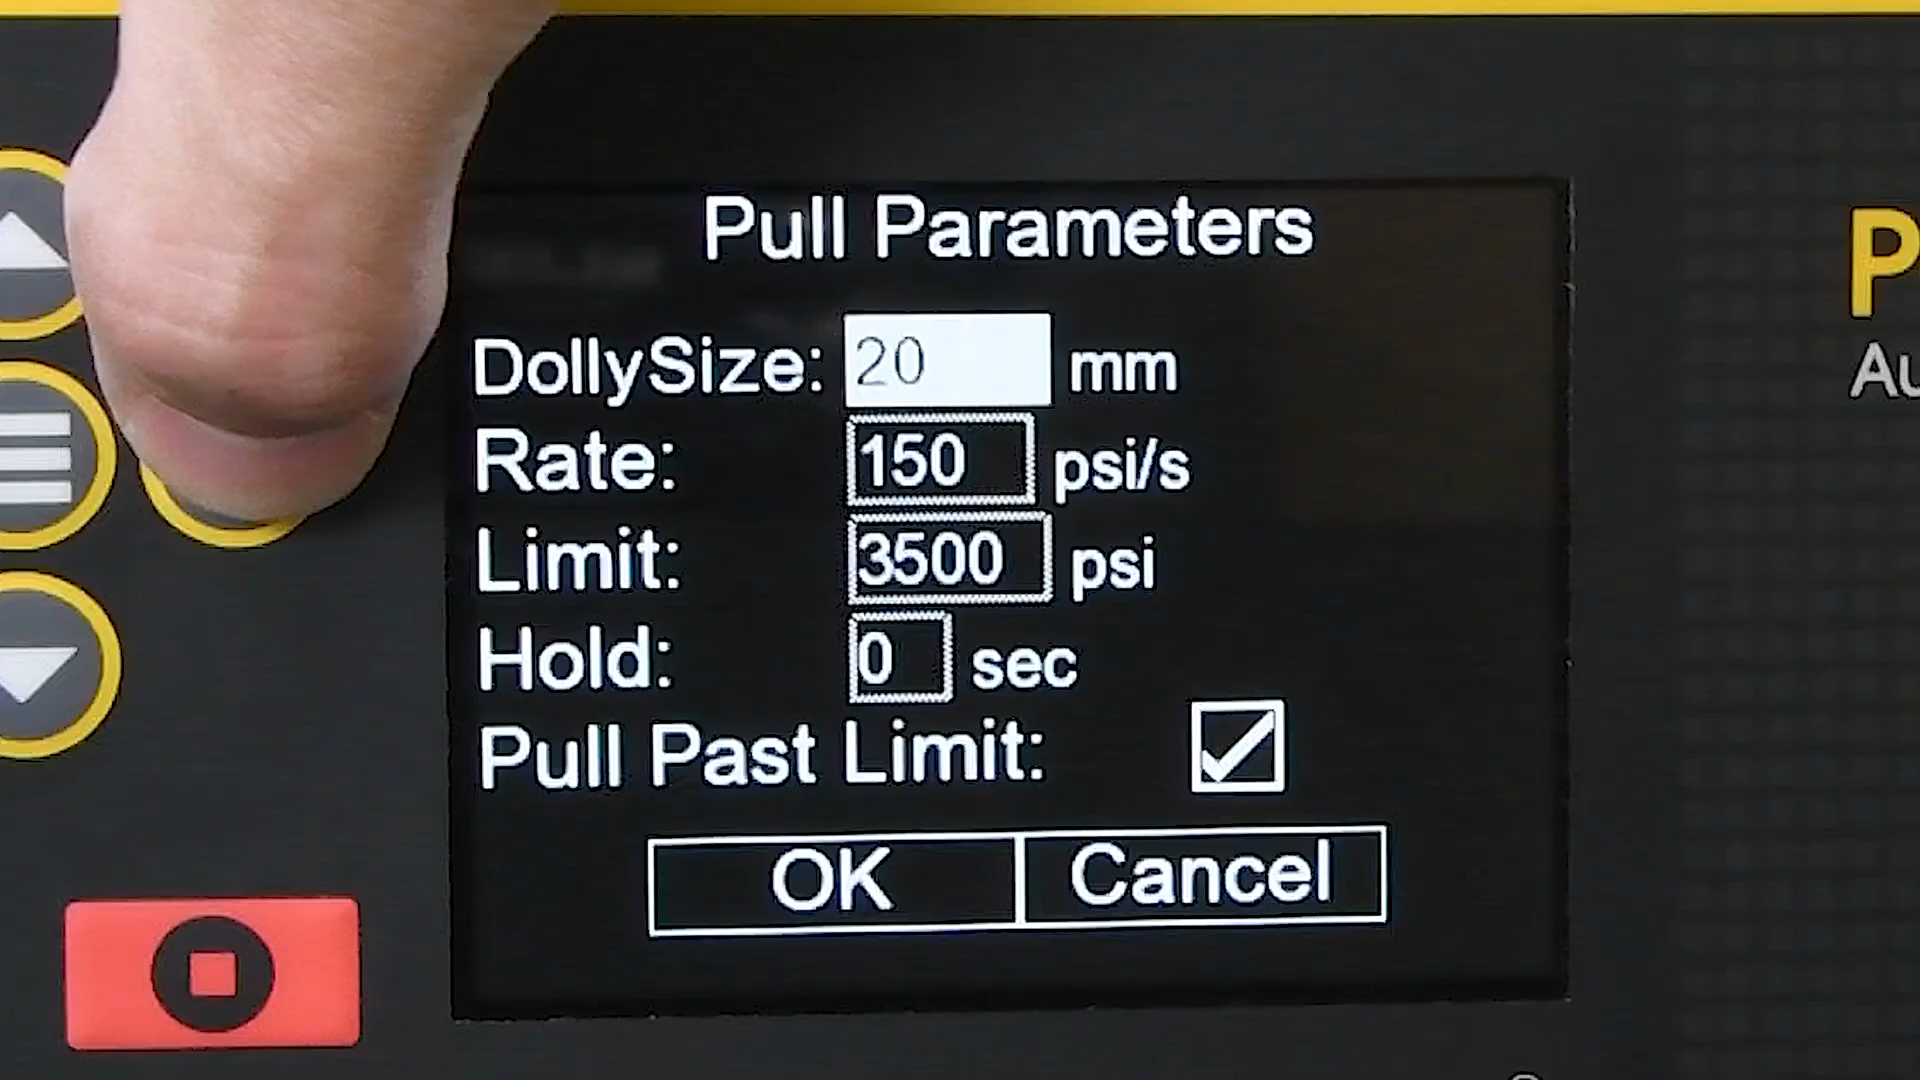 Pull Parameters
DollySize: 20 mm
Rate: 150 psi/s
Limit: 3500 psi
Hold: 0 sec
Pull Past Limit:
OK Cancel
P
Au